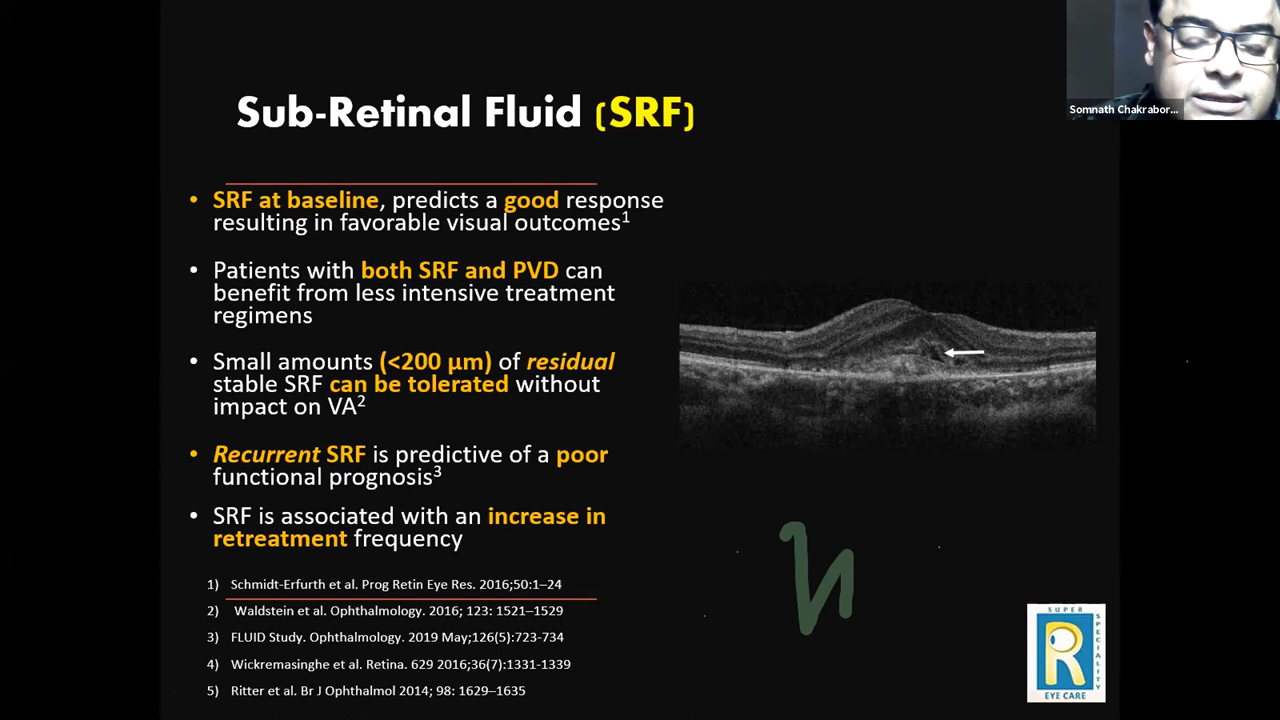 Somnath Chakrabor...
Sub-Retinal Fluid (SRF)
• SRF at baseline, predicts a good response
resulting in favorable visual outcomes1
• Patients with both SRF and PVD can
benefit from less intensive treatment
regimens
• Small amounts (<200 µm) of residual
stable SRF can be tolerated without
impact on VA2
• Recurrent SRF is predictive of a poor
functional prognosis3
• SRF is associated with an increase in
retreatment frequency
1) Schmidt-Erfurth et al. Prog Retin Eye Res. 2016;50:1–24
2) Waldstein et al. Ophthalmology. 2016; 123: 1521–1529
3) FLUID Study. Ophthalmology. 2019 May;126(5):723-734
4) Wickremasinghe et al. Retina. 629 2016;36(7):1331-1339
5) Ritter et al. Br J Ophthalmol 2014; 98: 1629–1635
SUPER
SPECIALITY
R
EYE CARE